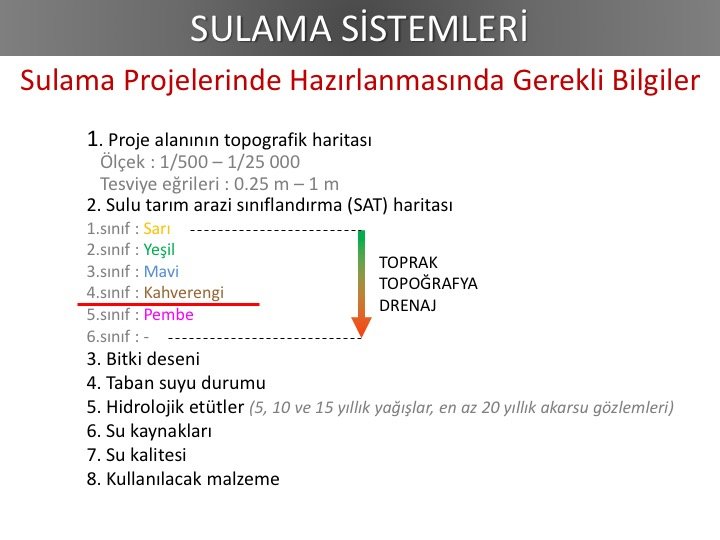 SULAMA SİSTEMLERİ
Sulama Projelerinde Hazırlanmasında Gerekli Bilgiler
1. Proje alanının topografik haritası
Ölçek : 1/500 – 1/25 000
Tesviye eğrileri : 0.25 m – 1 m
2. Sulu tarım arazi sınıflandırma (SAT) haritası
1.sınıf : Sarı
2.sınıf : Yeşil
3.sınıf : Mavi
4.sınıf : Kahverengi
5.sınıf : Pembe
6.sınıf : -
TOPRAK
TOPOĞRAFYA
DRENAJ
3. Bitki deseni
4. Taban suyu durumu
5. Hidrolojik etütler (5, 10 ve 15 yıllık yağışlar, en az 20 yıllık akarsu gözlemleri)
6. Su kaynakları
7. Su kalitesi
8. Kullanılacak malzeme